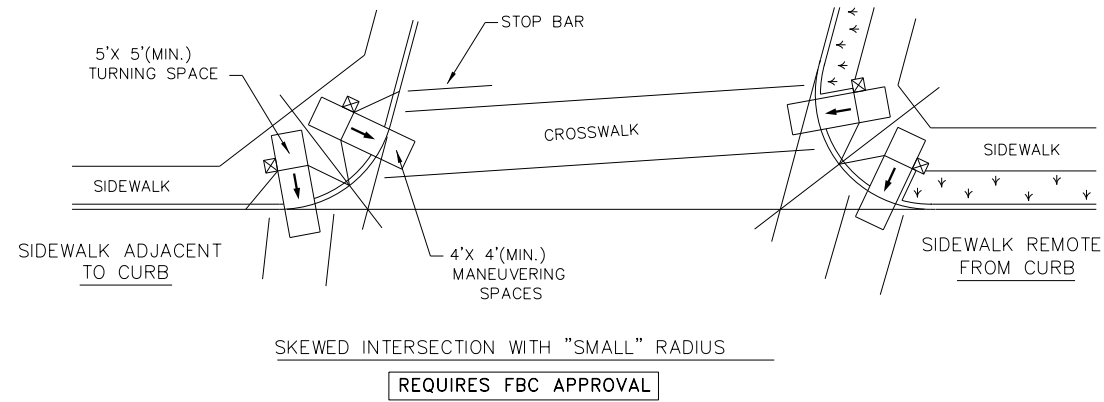 STOP BAR
5'X 5'(MIN.)
TURNING SPACE
CROSSWALK
SIDEWALK
SIDEWALK
SIDEWALK ADJACENT
TO CURB
4'X 4'(MIN.)
MANEUVERING
SPACES
SIDEWALK REMOTE
FROM CURB
SKEWED INTERSECTION WITH "SMALL" RADIUS
REQUIRES FBC APPROVAL